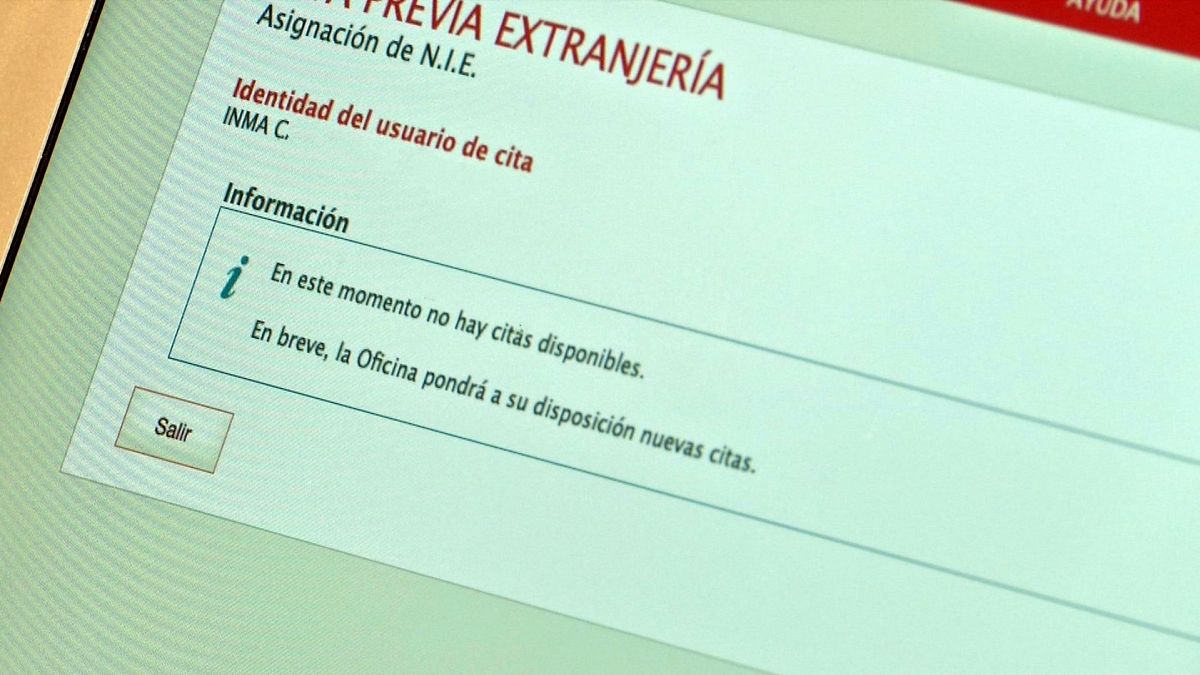 AYUDA
PREVIA EXTRANJERÍA
Asignación de N.I.E.
Identidad del usuario de cita
INMA C.
Información
i
En este momento no hay citas disponibles.
En breve, la Oficina pondrá a su disposición nuevas citas.
Salir